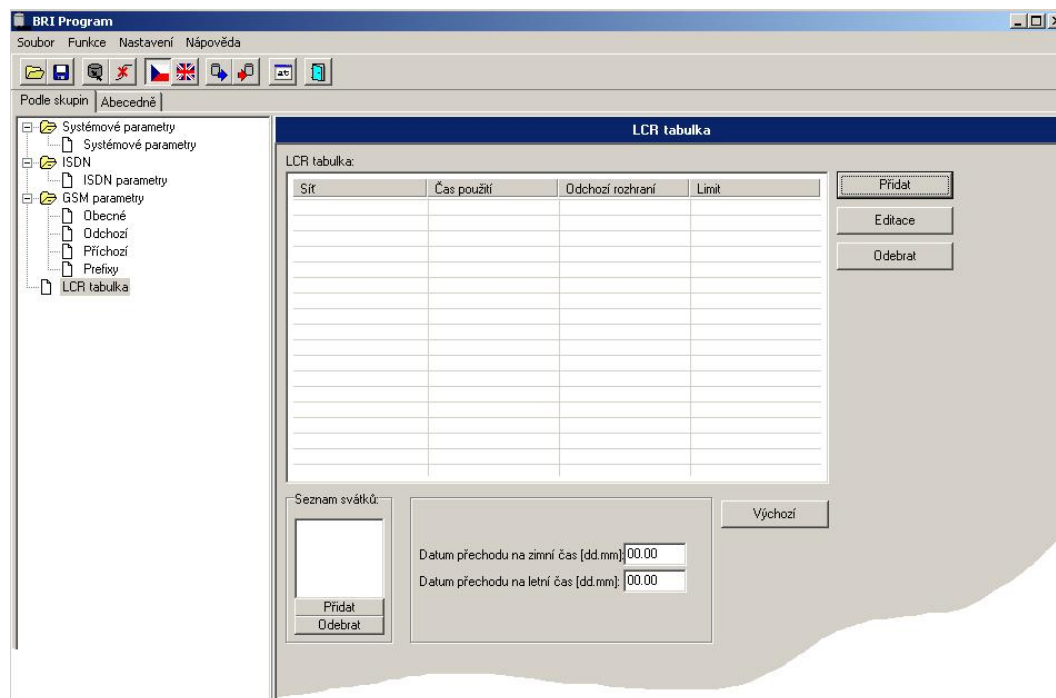 BRI Program
Soubor Funkce Nastavení Nápověda
Podle skupin Abecedně
Systémové parametry
Systémové parametry
ISDN
ISDN parametry
GSM parametry
Obecné
Odchozí
Příchozí
Prefixy
LCR tabulka
LCR tabulka
LCR tabulka:
Síť Čas použití Odchozí rozhraní Limit
Přidat
Editace
Odebrat
Seznam svátků:
Přidat
Odebrat
Datum přechodu na zimní čas [dd.mm]: 00.00
Datum přechodu na letní čas [dd.mm]: 00.00
Výchozí